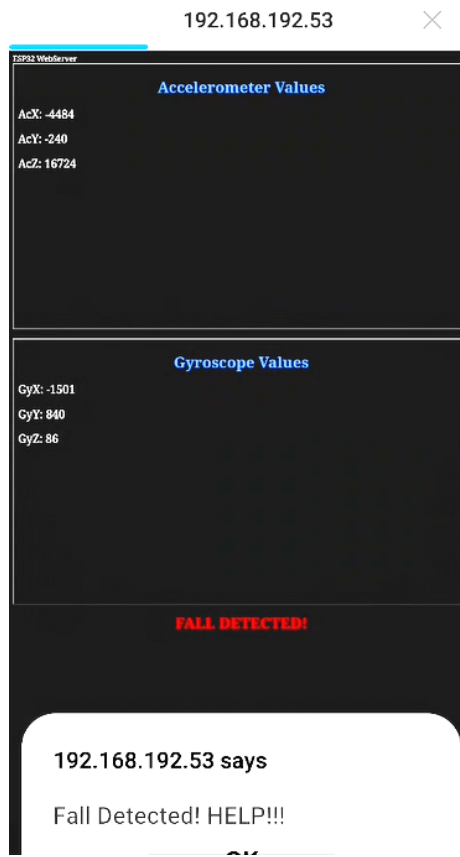 192.168.192.53
ESP32 WebServer
Accelerometer Values
AcX: -4484
AcY: -240
AcZ: 16724
Gyroscope Values
GyX: -1501
GyY: 840
GyZ: 86
FALL DETECTED!
192.168.192.53 says
Fall Detected! HELP!!!
OK